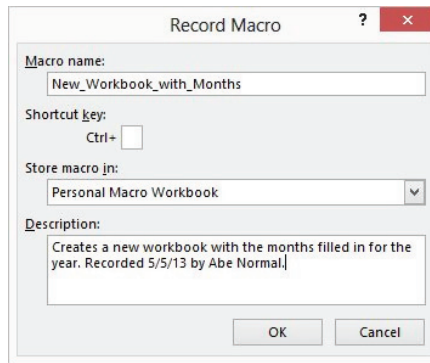 Record Macro
? ×
Macro name:
New_Workbook_with_Months
Shortcut key:
Ctrl+
Store macro in:
Personal Macro Workbook
Description:
Creates a new workbook with the months filled in for the
year. Recorded 5/5/13 by Abe Normal.
OK Cancel